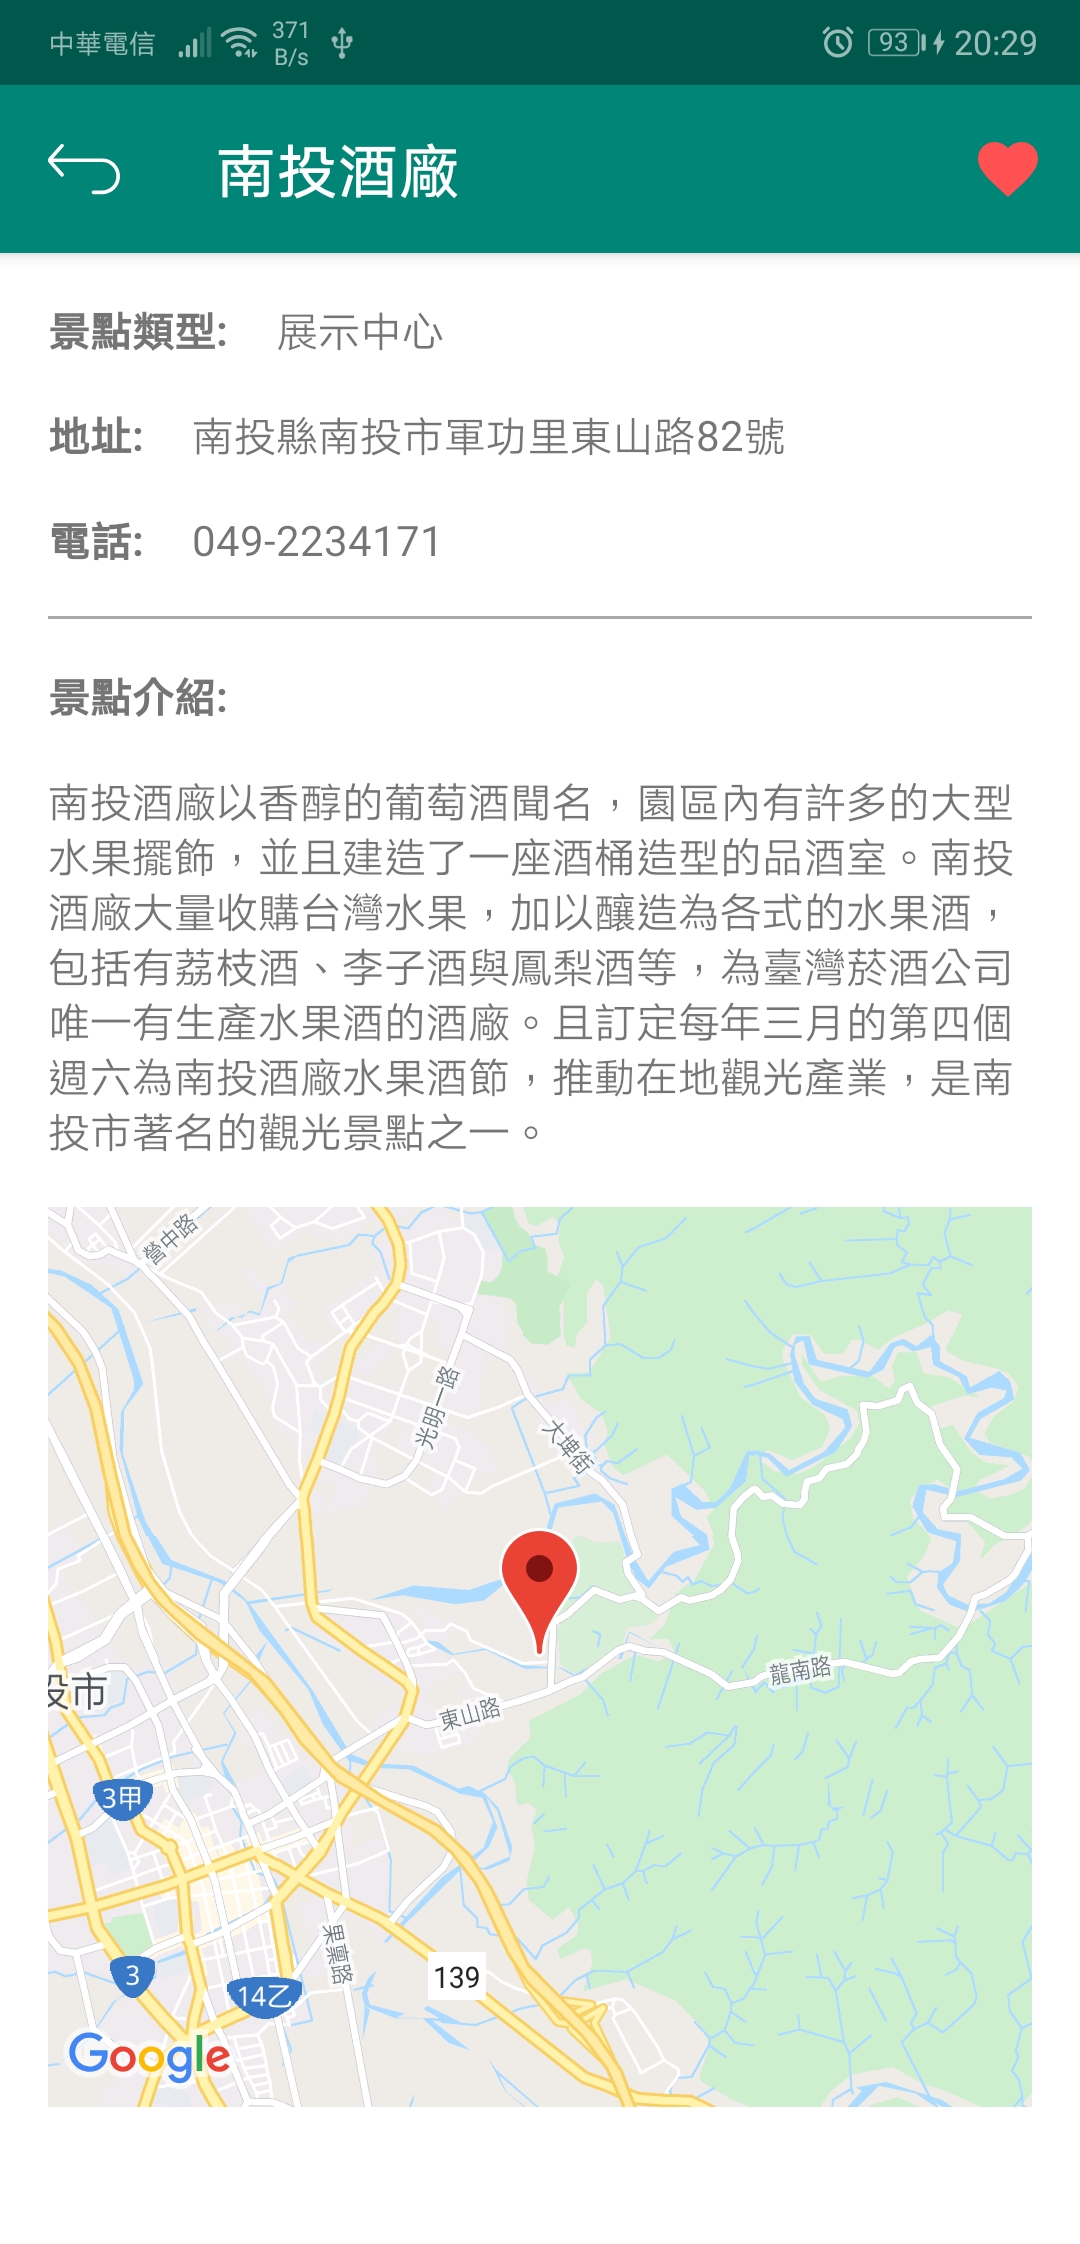 中華電信 371 B/s 93 20:29
南投酒廠
景點類型: 展示中心
地址: 南投縣南投市軍功里東山路82號
電話: 049-2234171
景點介紹:
南投酒廠以香醇的葡萄酒聞名，園區內有許多的大型
水果擺飾，並且建造了一座酒桶造型的品酒室。南投
酒廠大量收購台灣水果，加以釀造為各式的水果酒，
包括有荔枝酒、李子酒與鳳梨酒等，為臺灣菸酒公司
唯一有生產水果酒的酒廠。且訂定每年三月的第四個
週六為南投酒廠水果酒節，推動在地觀光產業，是南
投市著名的觀光景點之一。
營中路
光明一路
大埤街
龍南路
投市
東山路
3甲
果稟路
3
14乙
139
Google